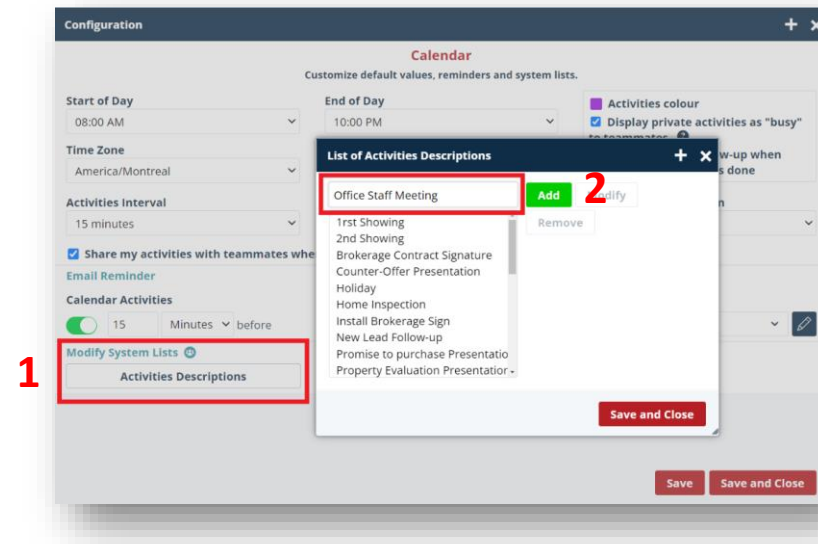 Configuration
Calendar
Customize default values, reminders and system lists.
Start of Day
08:00 AM
End of Day
10:00 PM
Activities colour
Display private activities as "busy"
to teammates
w-up when
s done
Time Zone
America/Montreal
Activities Interval
15 minutes
Share my activities with teammates whe
Email Reminder
Calendar Activities
15 Minutes before
Modify System Lists
1
Activities Descriptions
List of Activities Descriptions
Office Staff Meeting
Add
2
Modify
Remove
1rst Showing
2nd Showing
Brokerage Contract Signature
Counter-Offer Presentation
Holiday
Home Inspection
Install Brokerage Sign
New Lead Follow-up
Promise to purchase Presentatio
Property Evaluation Presentation
Save and Close
Save
Save and Close